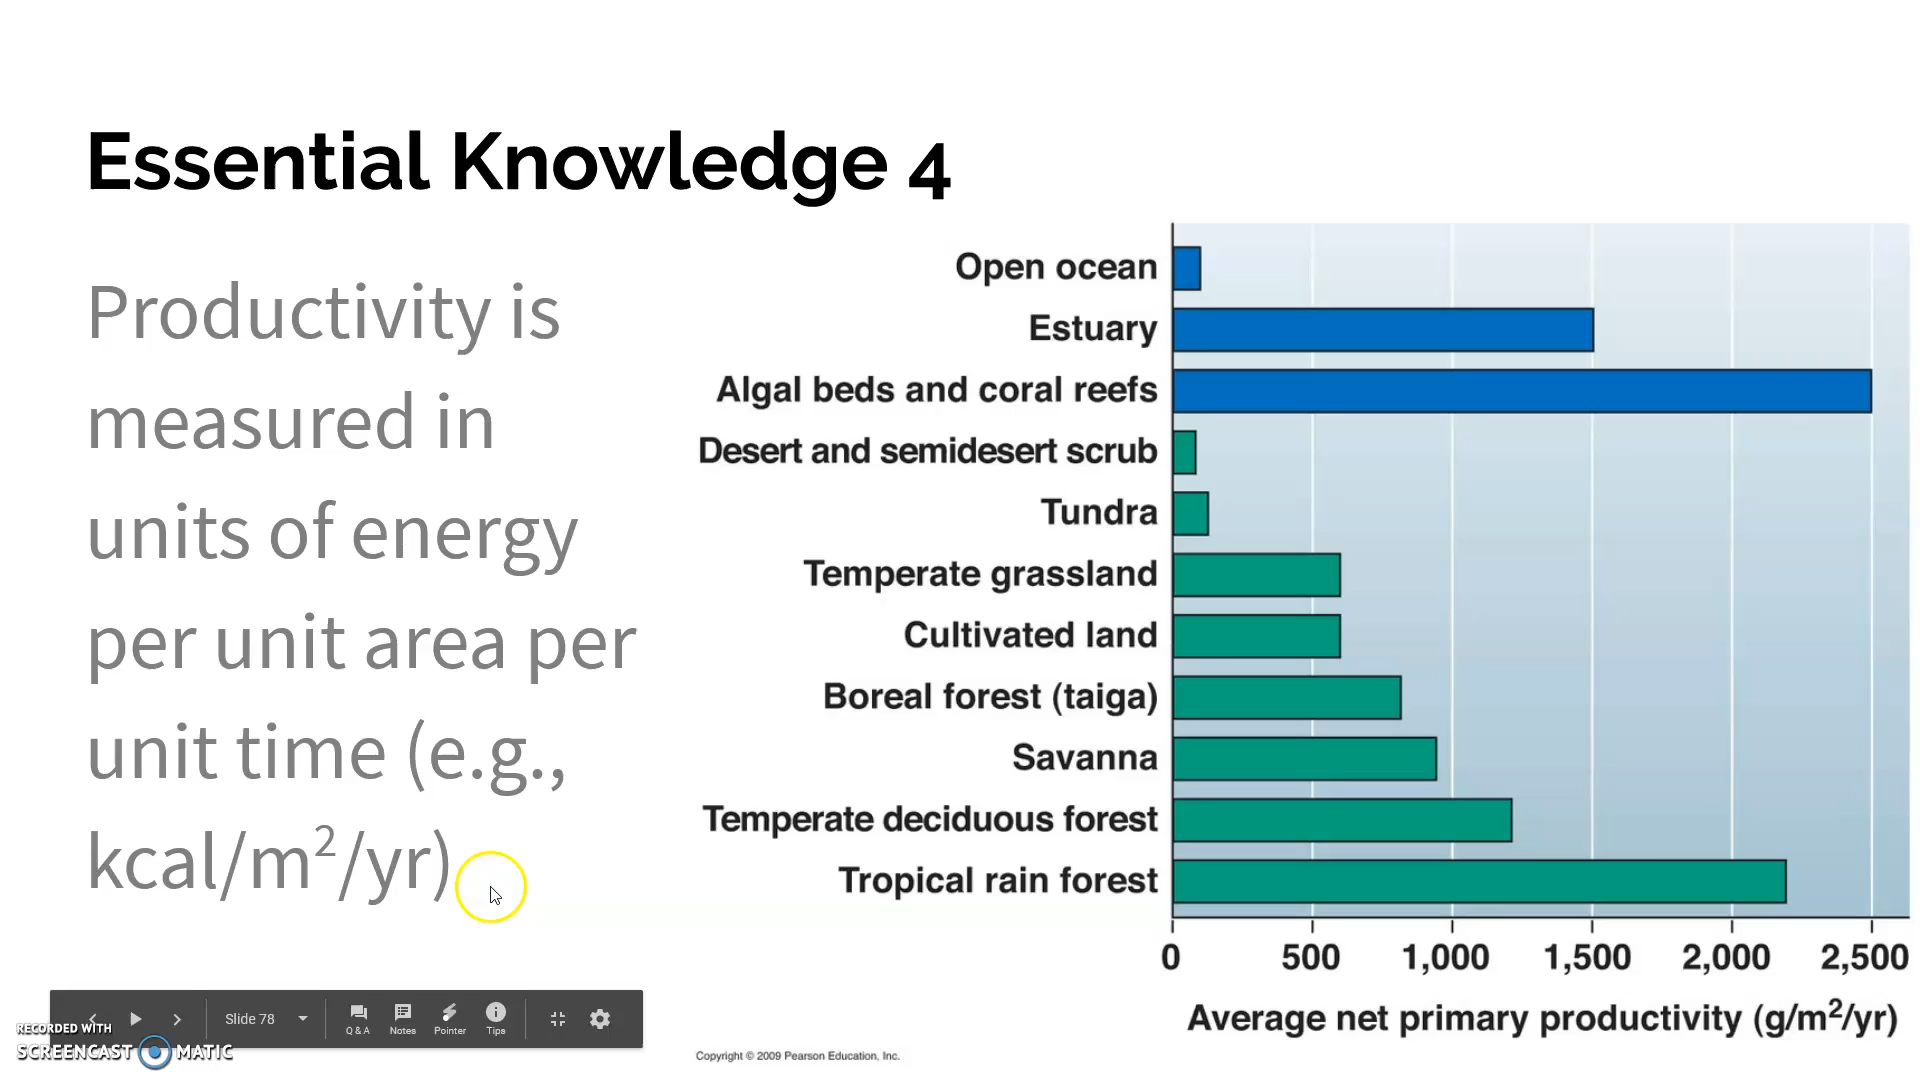 Essential Knowledge 4
Productivity is
measured in
units of energy
per unit area per
unit time (e.g.,
kcal/m²/yr)
Open ocean
Estuary
Algal beds and coral reefs
Desert and semidesert scrub
Tundra
Temperate grassland
Cultivated land
Boreal forest (taiga)
Savanna
Temperate deciduous forest
Tropical rain forest
0 500 1,000 1,500 2,000 2,500
Average net primary productivity (g/m²/yr)
Copyright © 2009 Pearson Education, Inc.
Slide 78
Q & A Notes Pointer Tips
RECORDED WITH
SCREENCAST MATIC